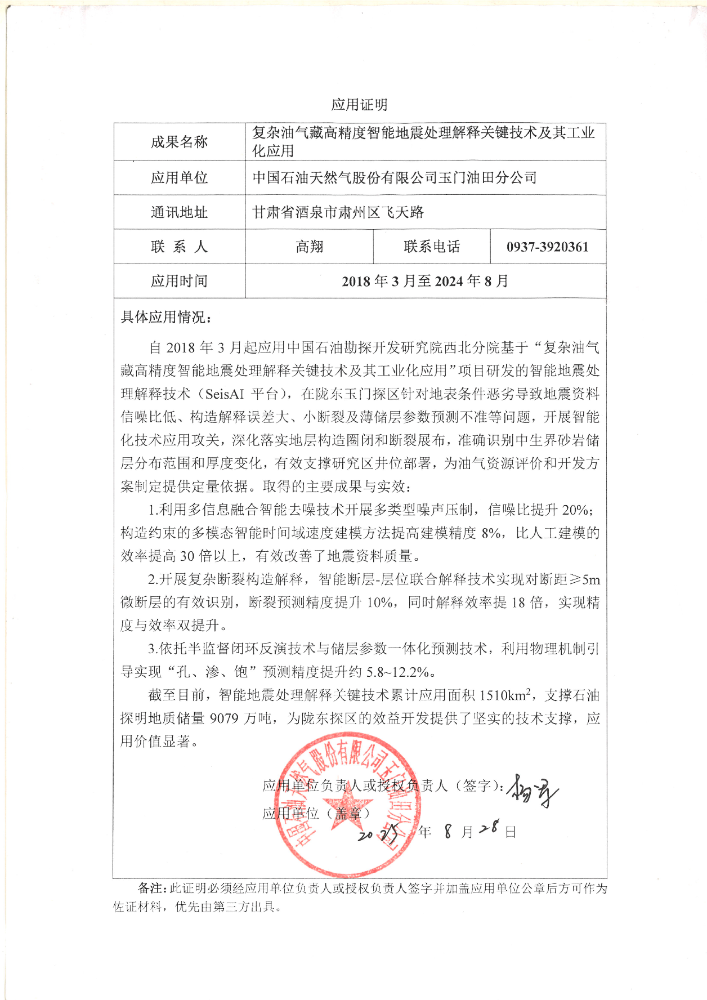 应用证明
成果名称
复杂油气藏高精度智能地震处理解释关键技术及其工业
化应用
应用单位
中国石油天然气股份有限公司玉门油田分公司
通讯地址
甘肃省酒泉市肃州区飞天路
联 系 人
高翔
联系电话
0937-3920361
应用时间
2018 年 3 月至 2024 年 8 月
具体应用情况：
自 2018 年 3 月起应用中国石油勘探开发研究院西北分院基于“复杂油气
藏高精度智能地震处理解释关键技术及其工业化应用”项目研发的智能地震处
理解释技术（SeisAI 平台），在陇东玉门探区针对地表条件恶劣导致地震资料
信噪比低、构造解释误差大、小断裂及薄储层参数预测不准等问题，开展智能
化技术应用攻关，深化落实地层构造圈闭和断裂展布，准确识别中生界砂岩储
层分布范围和厚度变化，有效支撑研究区井位部署，为油气资源评价和开发方
案制定提供定量依据。取得的主要成果与实效：
1.利用多信息融合智能去噪技术开展多类型噪声压制，信噪比提升 20%；
构造约束的多模态智能时间域速度建模方法提高建模精度 8%，比人工建模的
效率提高 30 倍以上，有效改善了地震资料质量。
2.开展复杂断裂构造解释，智能断层-层位联合解释技术实现对断距≥5m
微断层的有效识别，断裂预测精度提升 10%，同时解释效率提 18 倍，实现精
度与效率双提升。
3.依托半监督闭环反演技术与储层参数一体化预测技术，利用物理机制引
导实现“孔、渗、饱”预测精度提升约 5.8~12.2%。
截至目前，智能地震处理解释关键技术累计应用面积 1510km²，支撑石油
探明地质储量 9079 万吨，为陇东探区的效益开发提供了坚实的技术支撑，应
用价值显著。
中国石油天然气股份有限公司玉门油田分公司
应用单位负责人或授权负责人（签字）：
应用单位（盖章）
2025 年 8 月 28 日
备注：此证明必须经应用单位负责人或授权负责人签字并加盖应用单位公章后方可作为
佐证材料，优先由第三方出具。